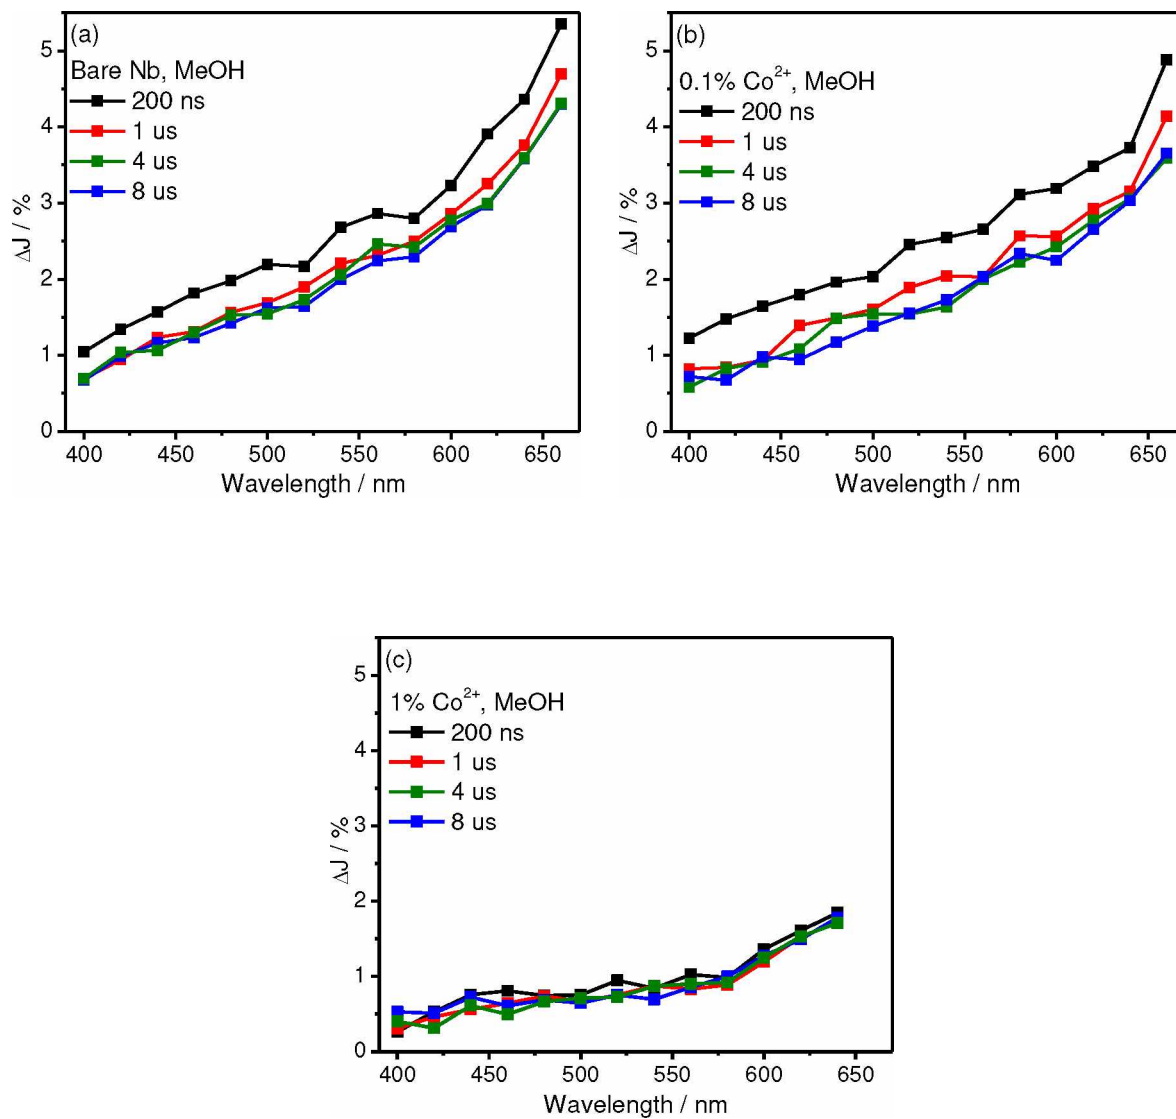 (a)
Bare Nb, MeOH
200 ns
1 us
4 us
8 us
ΔJ / %
5
4
3
2
1
0
400 450 500 550 600 650
Wavelength / nm
(b)
0.1% Co²⁺, MeOH
200 ns
1 us
4 us
8 us
ΔJ / %
5
4
3
2
1
0
400 450 500 550 600 650
Wavelength / nm
(c)
1% Co²⁺, MeOH
200 ns
1 us
4 us
8 us
ΔJ / %
5
4
3
2
1
0
400 450 500 550 600 650
Wavelength / nm